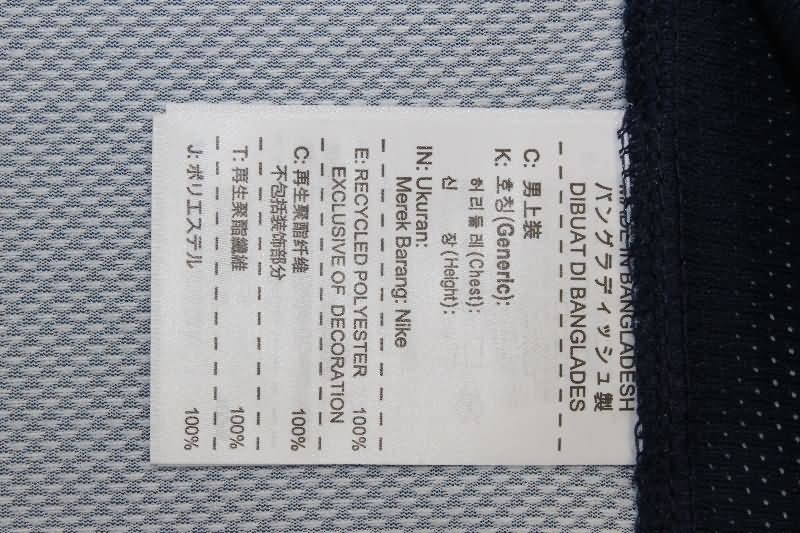 MADE IN BANGLADESH
バングラディッシュ製
DIBUAT DI BANGLADES
C: 男上装
K: 호칭(Generic):
허리둘레(Chest):
신 장(Height):
IN: Ukuran:
Merek Barang: Nike
E: RECYCLED POLYESTER 100%
EXCLUSIVE OF DECORATION
C: 再生聚酯纤维 100%
不包括装饰部分
T: 再生聚酯纖維 100%
J: ポリエステル 100%